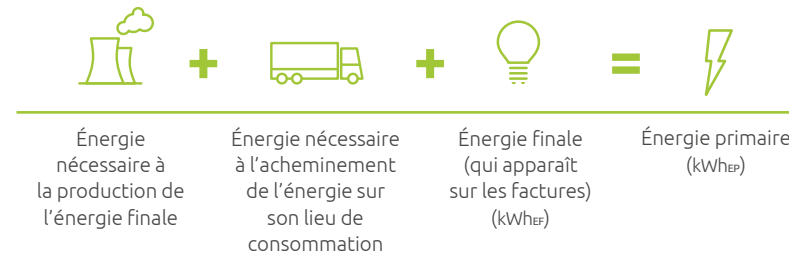 + + =
Énergie
nécessaire à
la production de
l'énergie finale
Énergie nécessaire
à l'acheminement
de l'énergie sur
son lieu de
consommation
Énergie finale
(qui apparaît
sur les factures)
(kWhEF)
Énergie primaire
(kWhEP)